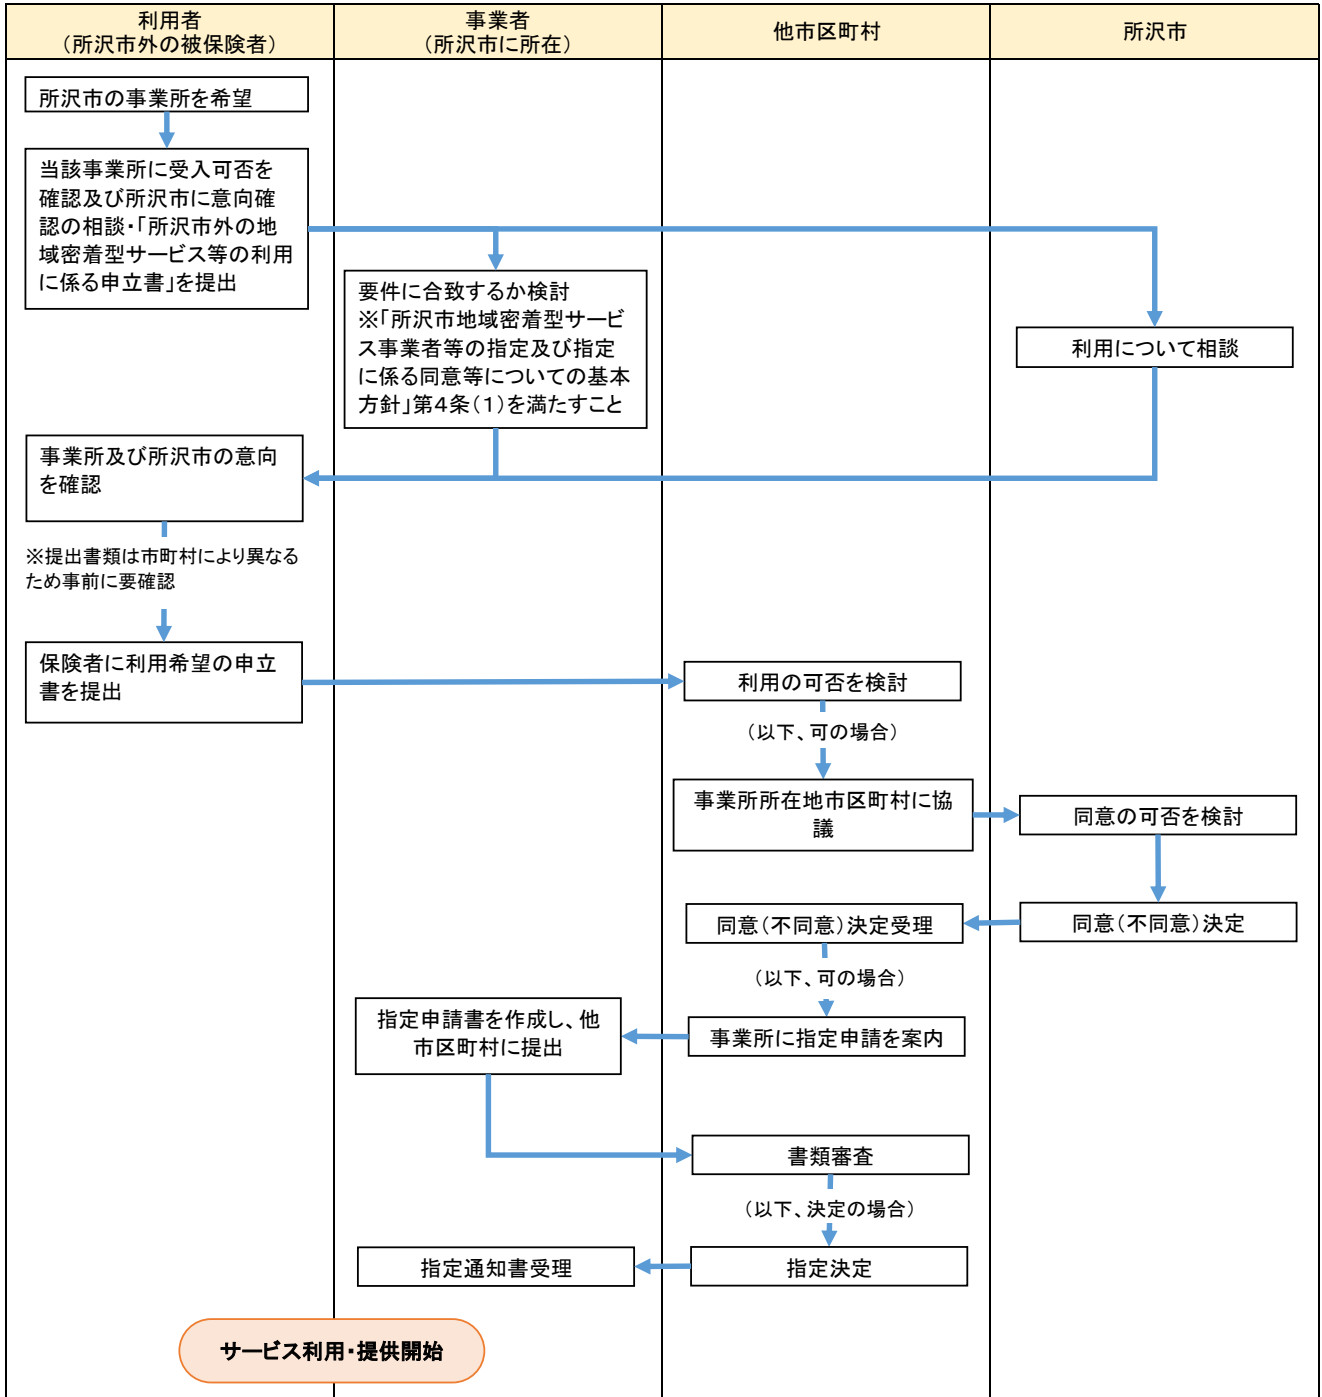 利用者
（所沢市外の被保険者）
事業者
（所沢市に所在）
他市区町村
所沢市
所沢市の事業所を希望
当該事業所に受入可否を
確認及び所沢市に意向確
認の相談・「所沢市外の地
域密着型サービス等の利用
に係る申立書」を提出
要件に合致するか検討
※「所沢市地域密着型サービ
ス事業者等の指定及び指定
に係る同意等についての基本
方針」第４条（１）を満たすこと
利用について相談
事業所及び所沢市の意向
を確認
※提出書類は市町村により異なる
ため事前に要確認
保険者に利用希望の申立
書を提出
利用の可否を検討
（以下、可の場合）
事業所所在地市区町村に協
議
同意の可否を検討
同意（不同意）決定
同意（不同意）決定受理
（以下、可の場合）
事業所に指定申請を案内
指定申請書を作成し、他
市区町村に提出
書類審査
（以下、決定の場合）
指定決定
指定通知書受理
サービス利用・提供開始